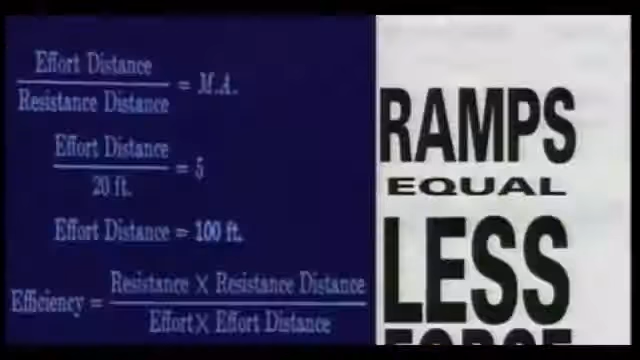 Effort Distance
Resistance Distance = M.A.
Effort Distance
20 ft. = 5
Effort Distance = 100 ft.
Efficiency = Resistance × Resistance Distance
Effort × Effort Distance
RAMPS
EQUAL
LESS
FORCE